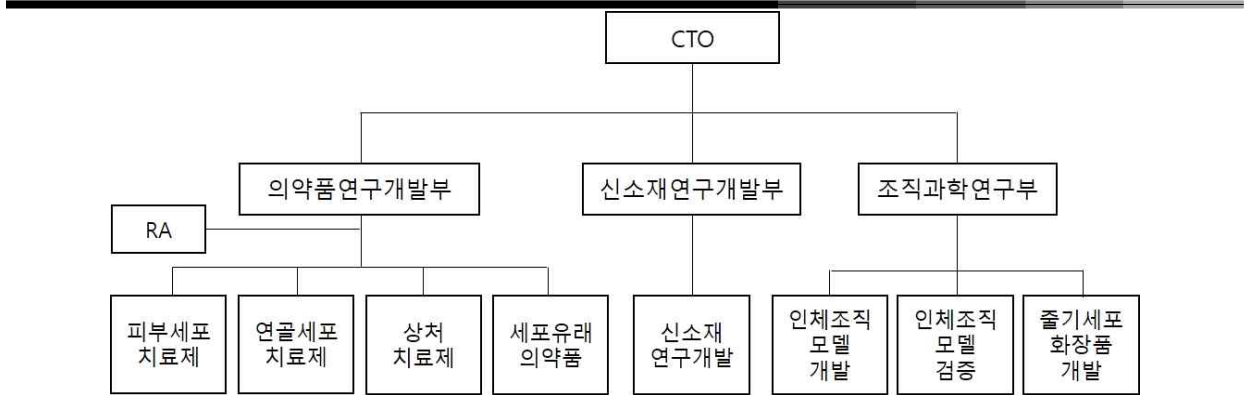 CTO
의약품연구개발부
신소재연구개발부
조직과학연구부
RA
피부세포
치료제
연골세포
치료제
상처
치료제
세포유래
의약품
신소재
연구개발
인체조직
모델
개발
인체조직
모델
검증
줄기세포
화장품
개발